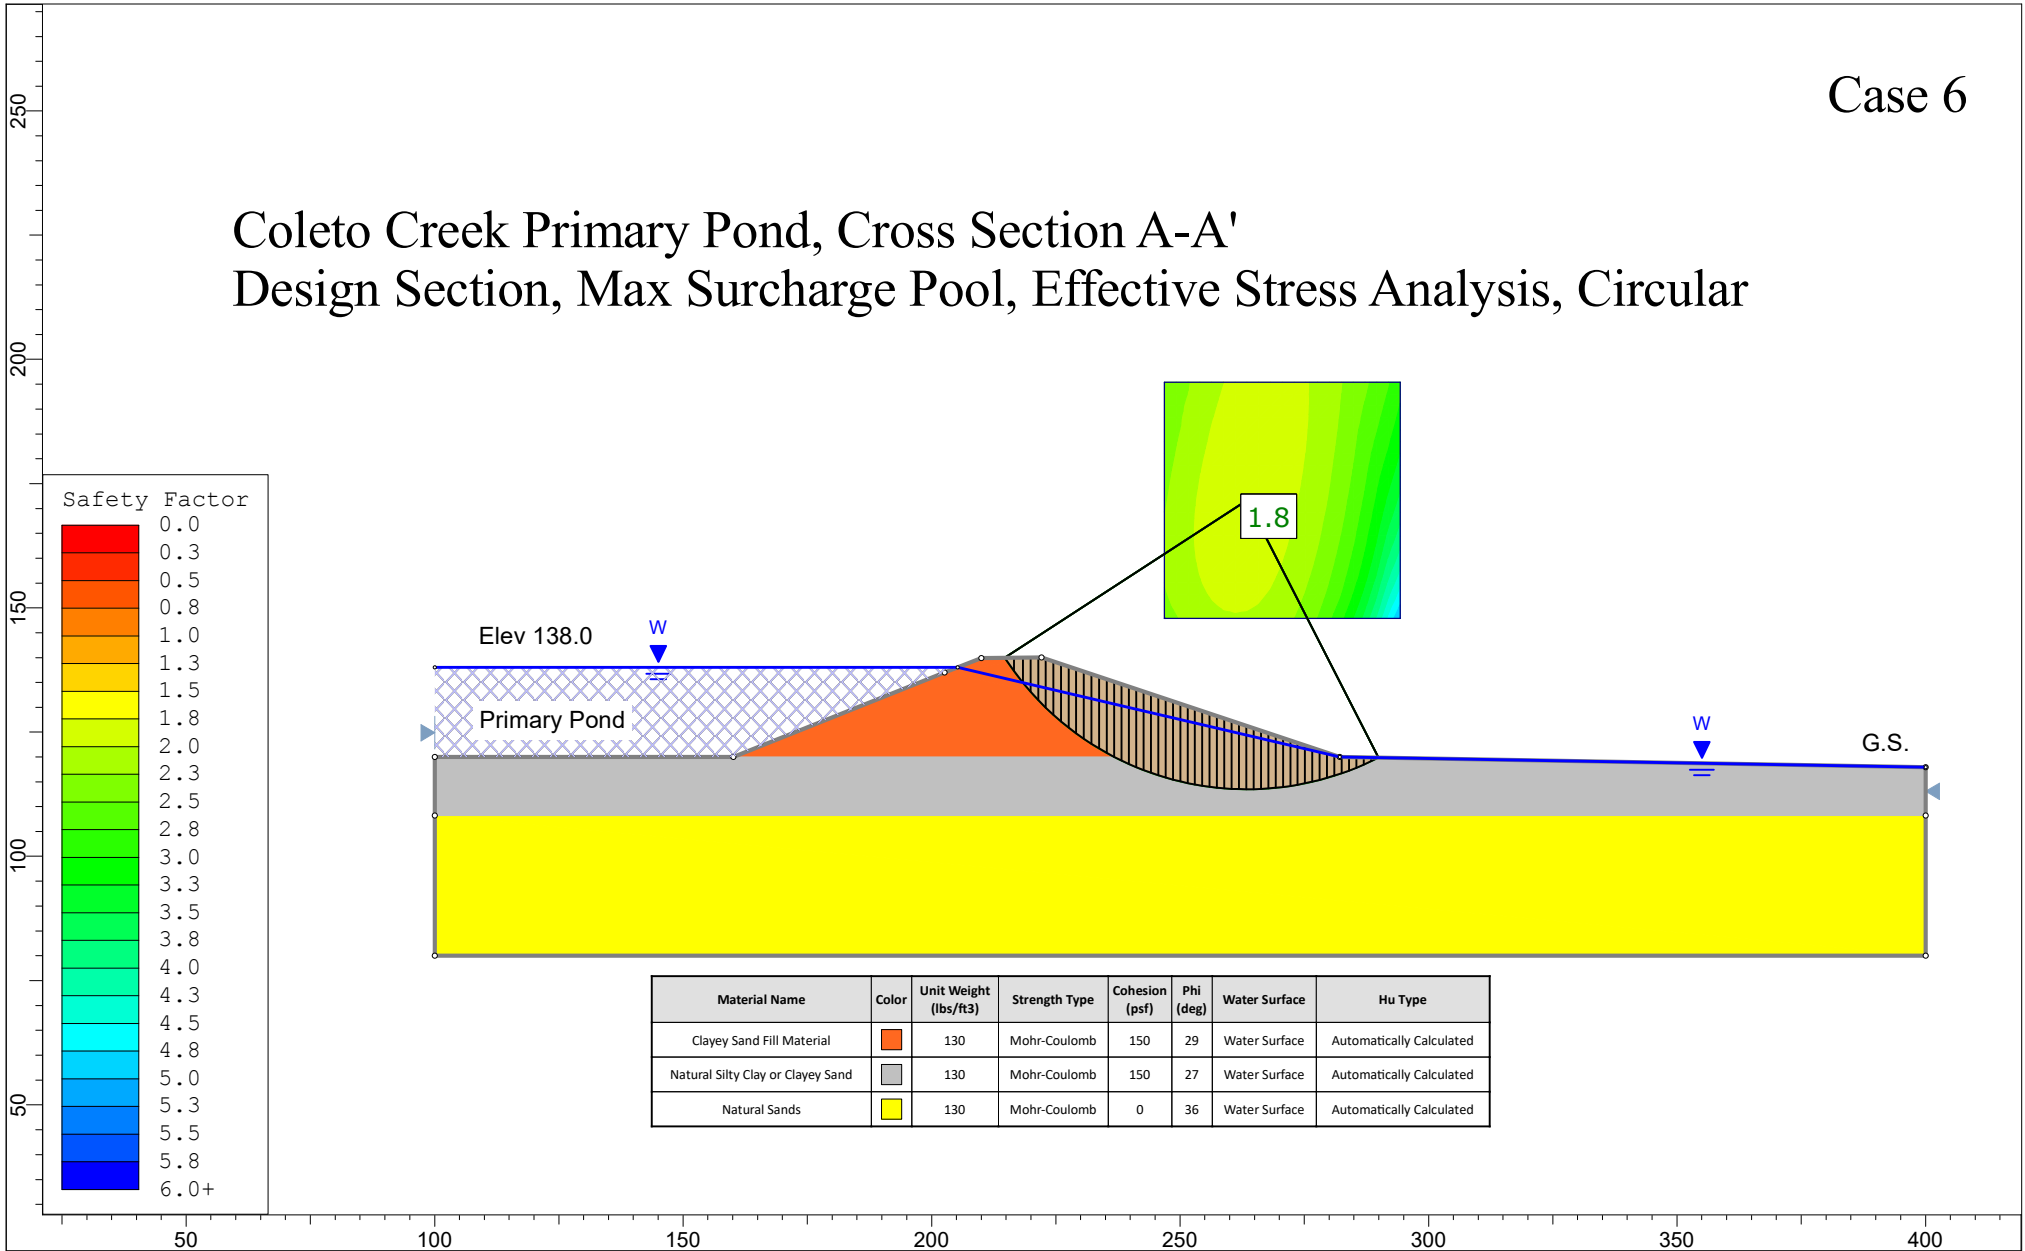 Case 6
Coleto Creek Primary Pond, Cross Section A-A'
Design Section, Max Surcharge Pool, Effective Stress Analysis, Circular
250
200
150
100
50
Safety Factor
0.0
0.3
0.5
0.8
1.0
1.3
1.5
1.8
2.0
2.3
2.5
2.8
3.0
3.3
3.5
3.8
4.0
4.3
4.5
4.8
5.0
5.3
5.5
5.8
6.0+
1.8
Elev 138.0
W
Primary Pond
W
G.S.
Material Name Color Unit Weight (lbs/ft3) Strength Type Cohesion (psf) Phi (deg) Water Surface Hu Type
Clayey Sand Fill Material 130 Mohr-Coulomb 150 29 Water Surface Automatically Calculated
Natural Silty Clay or Clayey Sand 130 Mohr-Coulomb 150 27 Water Surface Automatically Calculated
Natural Sands 130 Mohr-Coulomb 0 36 Water Surface Automatically Calculated
50 100 150 200 250 300 350 400